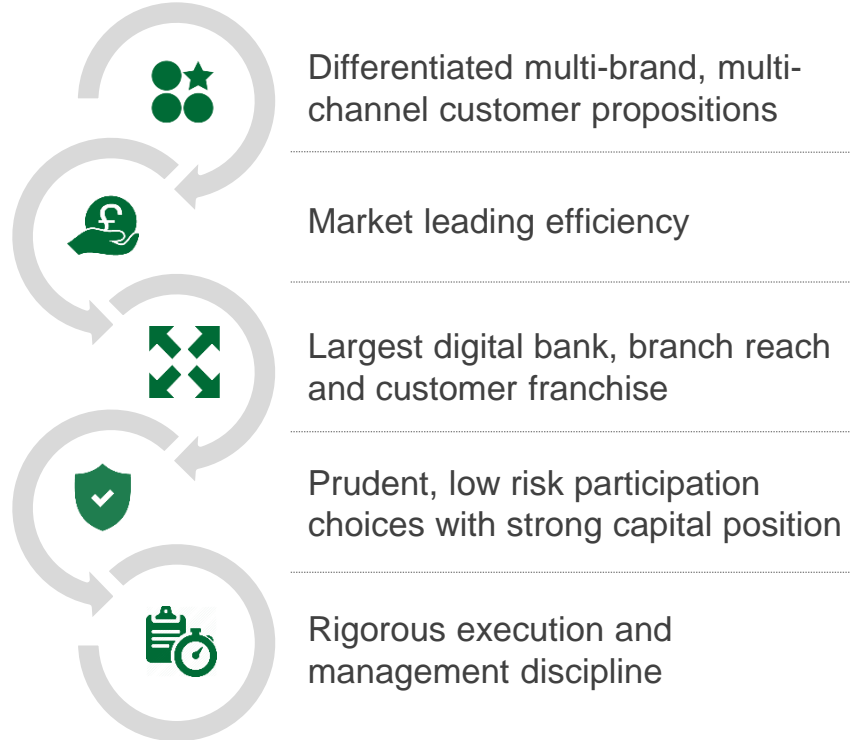 Differentiated multi-brand, multi-
channel customer propositions
£
Market leading efficiency
Largest digital bank, branch reach
and customer franchise
Prudent, low risk participation
choices with strong capital position
Rigorous execution and
management discipline